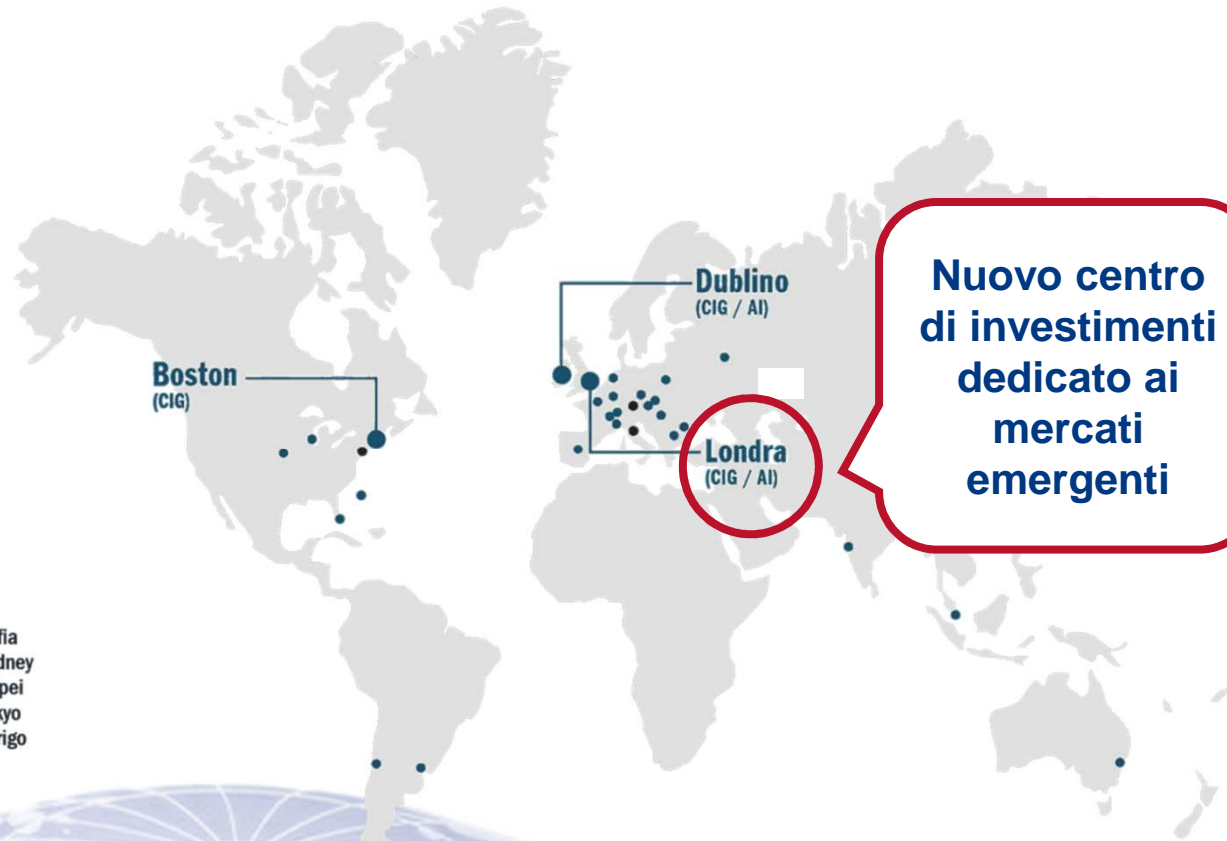 Dublino
(CIG / AI)
Boston
(CIG)
Londra
(CIG / AI)
Nuovo centro
di investimenti
dedicato ai
mercati
emergenti
fia
dney
pei
kyo
rigo